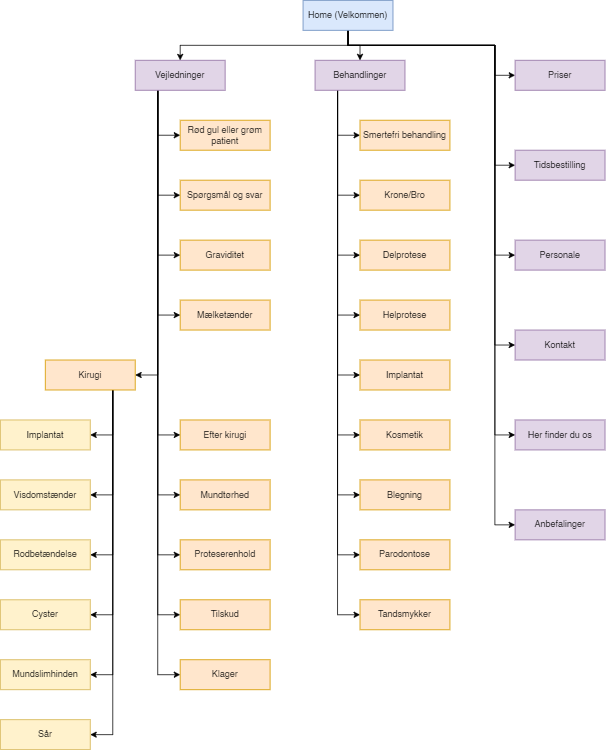 Home (Velkommen)
Vejledninger
Behandlinger
Priser
Rød gul eller grøm
patient
Smertefri behandling
Tidsbestilling
Spørgsmål og svar
Krone/Bro
Graviditet
Delprotese
Personale
Mælketænder
Helprotese
Kontakt
Kirugi
Implantat
Implantat
Efter kirugi
Kosmetik
Her finder du os
Visdomstænder
Mundtørhed
Blegning
Anbefalinger
Rodbetændelse
Proteserenhold
Parodontose
Cyster
Tilskud
Tandsmykker
Mundslimhinden
Klager
Sår